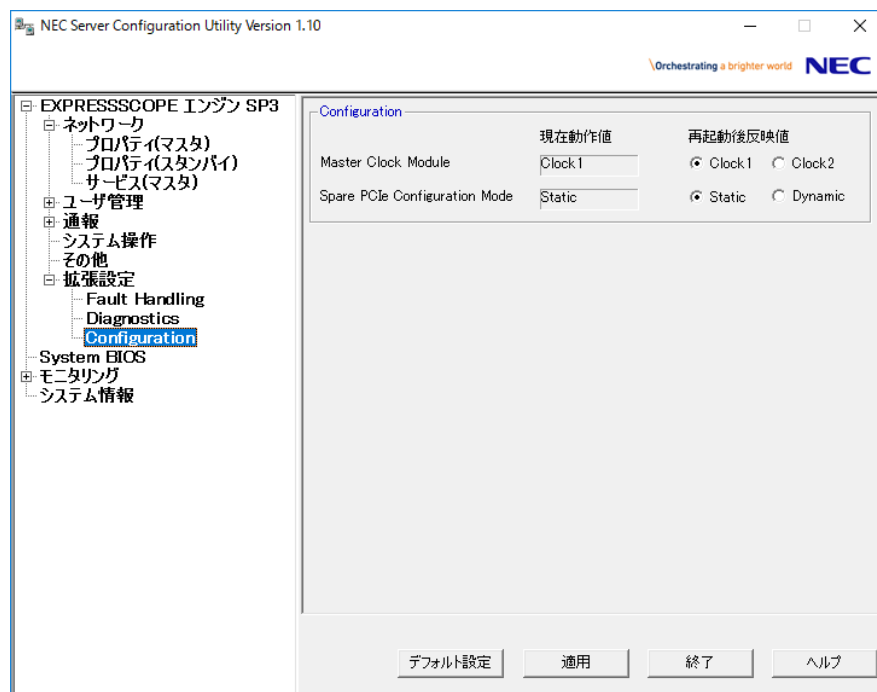 NEC Server Configuration Utility Version 1.10
\Orchestrating a brighter world NEC
EXPRESSSCOPE エンジン SP3
ネットワーク
プロパティ(マスタ)
プロパティ(スタンバイ)
サービス(マスタ)
ユーザ管理
通報
システム操作
その他
拡張設定
Fault Handling
Diagnostics
Configuration
System BIOS
モニタリング
システム情報
Configuration
現在動作値 再起動後反映値
Master Clock Module Clock1 Clock1 Clock2
Spare PCIe Configuration Mode Static Static Dynamic
デフォルト設定 適用 終了 ヘルプ